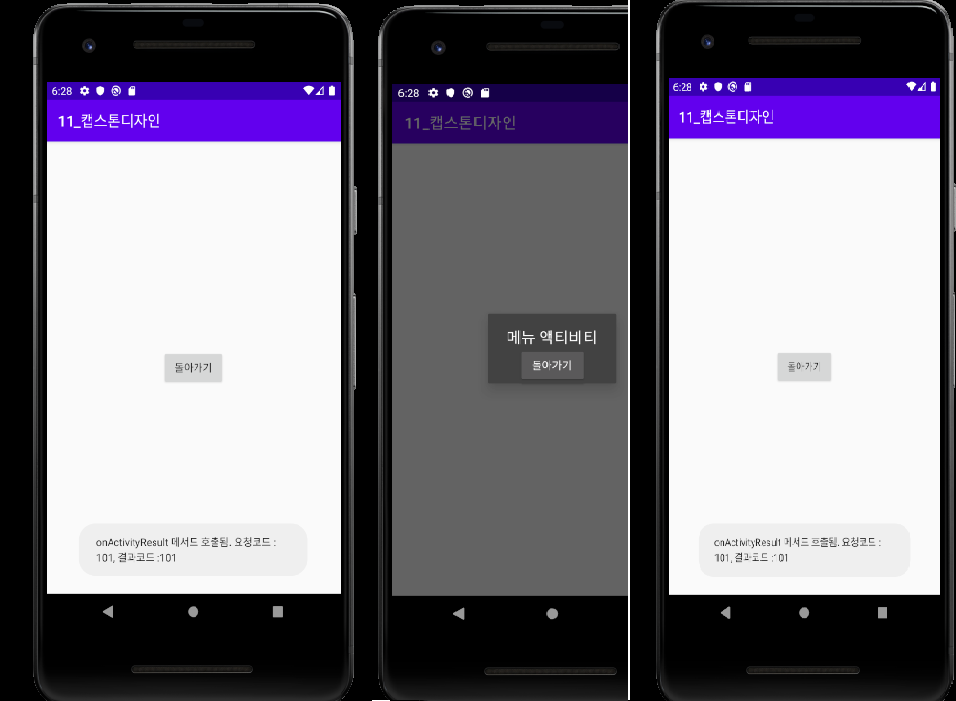 6:28
11_캡스톤디자인
돌아가기
onActivityResult 메서드 호출됨. 요청코드 :
101, 결과코드 :101
6:28
11_캡스톤디자인
메뉴 액티비티
돌아가기
6:28
11_캡스톤디자인
돌아가기
onActivityResult 메서드 호출됨. 요청코드 :
101, 결과코드 :101